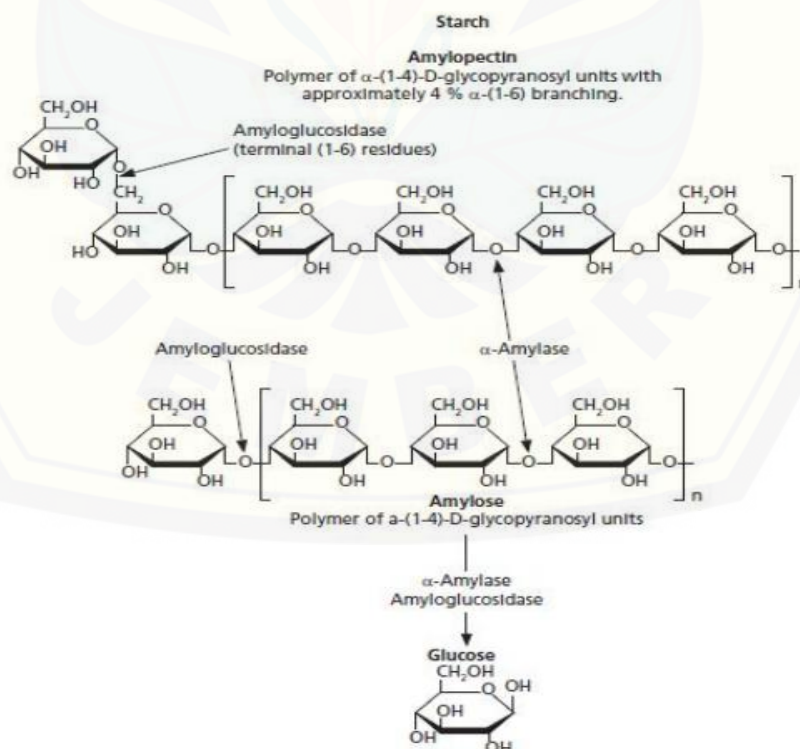 Starch
Amylopectin
Polymer of α-(1-4)-D-glycopyranosyl units with
approximately 4 % α-(1-6) branching.
CH₂OH
O
OH
OH
HO
O
Amyloglucosidase
(terminal (1-6) residues)
CH₂
O
OH
HO
OH
O
CH₂OH
O
OH
OH
O
CH₂OH
O
OH
OH
O
CH₂OH
O
OH
OH
O
CH₂OH
O
OH
OH
O
Amyloglucosidase
α-Amylase
CH₂OH
O
OH
OH
OH
O
CH₂OH
O
OH
OH
O
CH₂OH
O
OH
OH
O
CH₂OH
O
OH
OH
O
n
Amylose
Polymer of a-(1-4)-D-glycopyranosyl units
α-Amylase
Amyloglucosidase
Glucose
CH₂OH
O
OH
OH
OH
OH
JEMBER